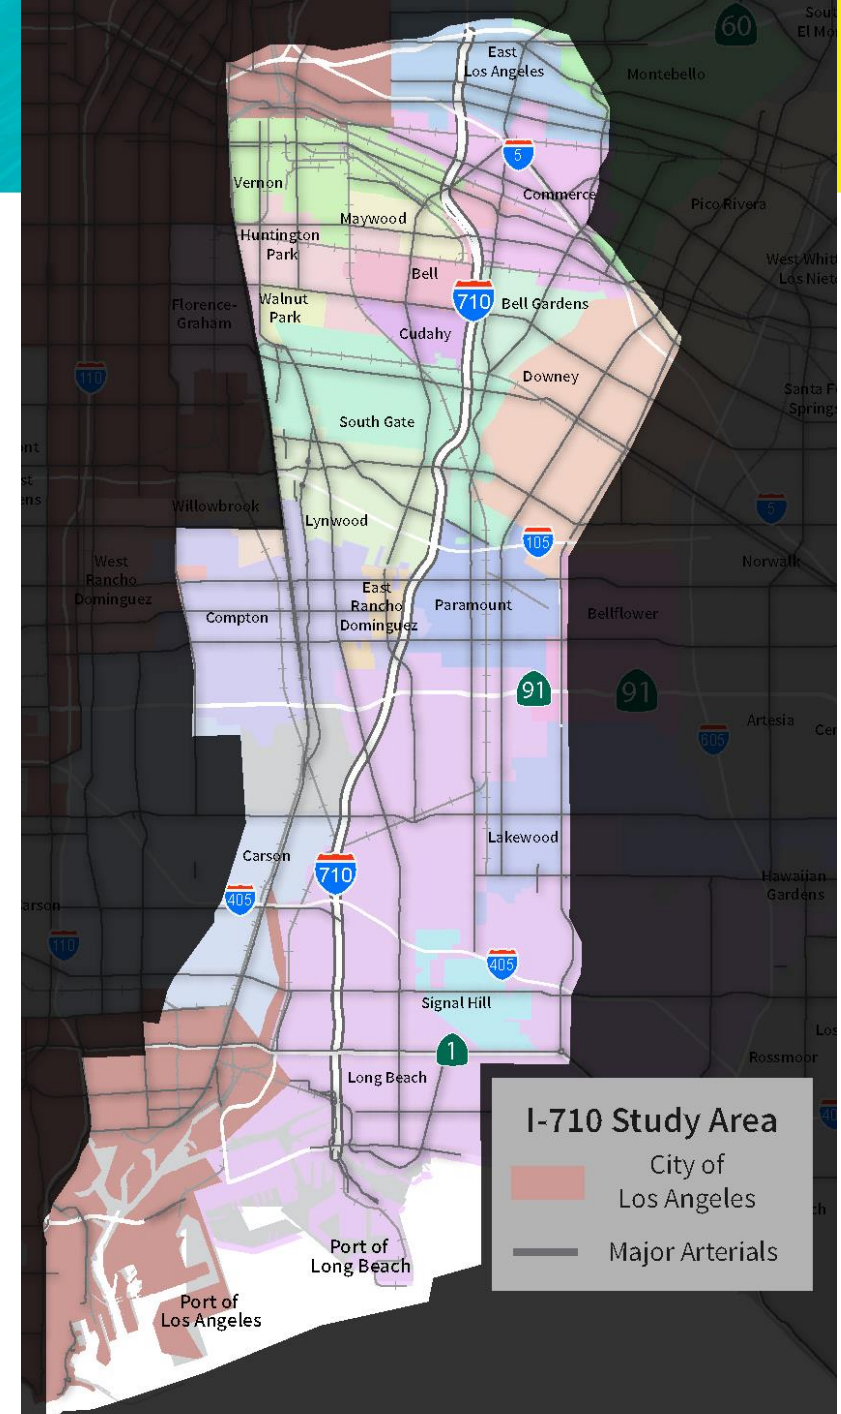 60
East
Los Angeles
Montebello
5
Vernon
Commerce
Pico Rivera
Maywood
Huntington
Park
Bell
710
Bell Gardens
Florence-
Graham
Walnut
Park
Cudahy
110
Downey
South Gate
5
Willowbrook
Lynwood
105
Norwalk
West
Rancho
Dominguez
East
Rancho
Dominguez
Paramount
Compton
Bellflower
91
91
Artesia
605
Lakewood
Carson
710
405
Hawaiian
Gardens
110
405
Signal Hill
1
Rossmoor
Long Beach
I-710 Study Area
City of
Los Angeles
Major Arterials
Port of
Long Beach
Port of
Los Angeles